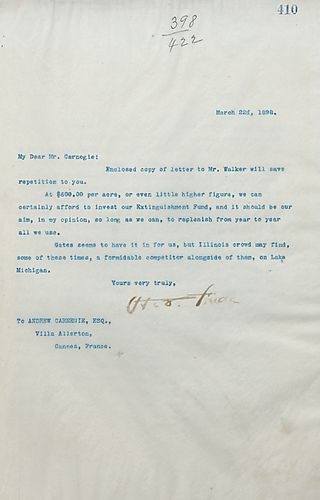 410
398
422
March 22d, 1898.
My Dear Mr. Carnegie:
Enclosed copy of letter to Mr. Walker will save
repetition to you.
At $600.00 per acre, or even little higher figure, we can
certainly afford to invest our Extinguishment Fund, and it should be our
aim, in my opinion, so long as we can, to replenish from year to year
all we use.
Gates seems to have it in for us, but Illinois crowd may find,
some of these times, a formidable competitor alongside of them, on Lake
Michigan.
Yours very truly,
To ANDREW CARNEGIE, ESQ.,
Villa Allerton,
Cannes, France.